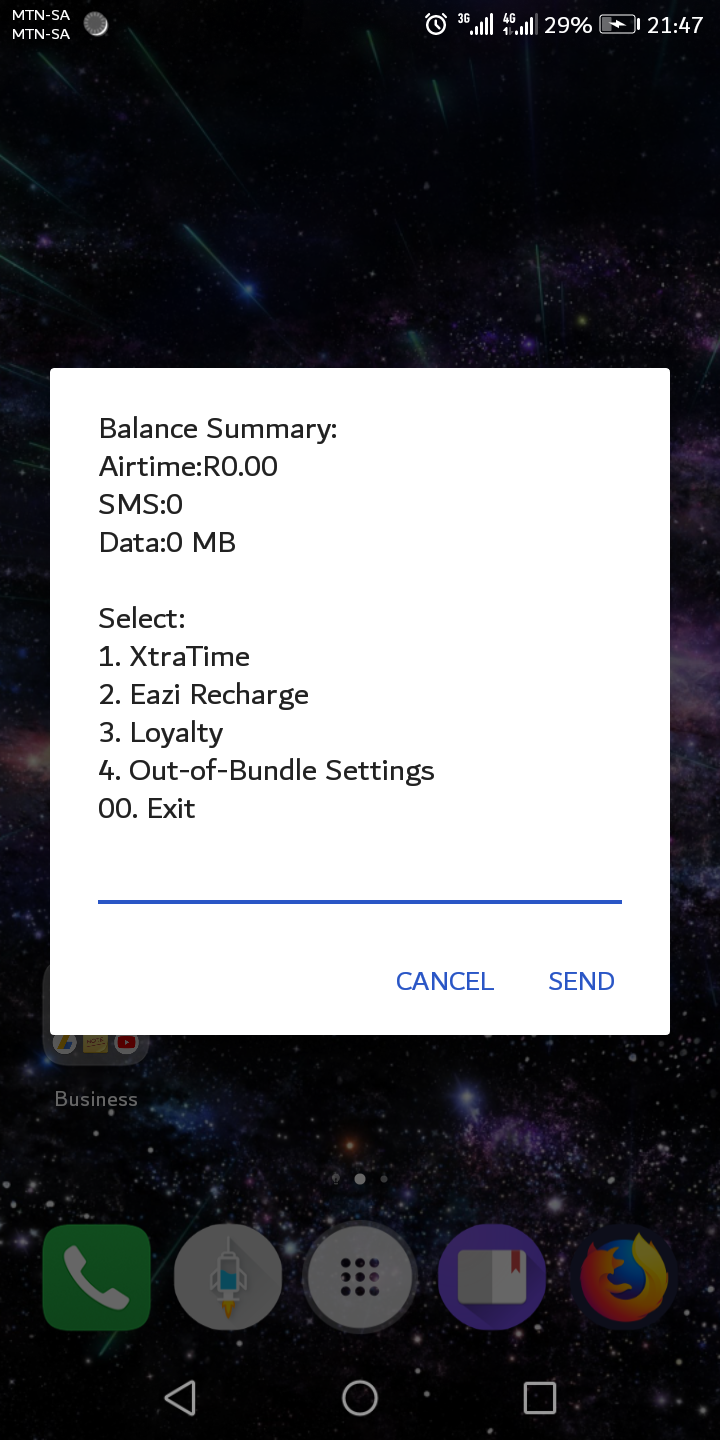 MTN-SA
MTN-SA
3G 4G 29% 21:47
Balance Summary:
Airtime:R0.00
SMS:0
Data:0 MB
Select:
1. XtraTime
2. Eazi Recharge
3. Loyalty
4. Out-of-Bundle Settings
00. Exit
CANCEL SEND
Business